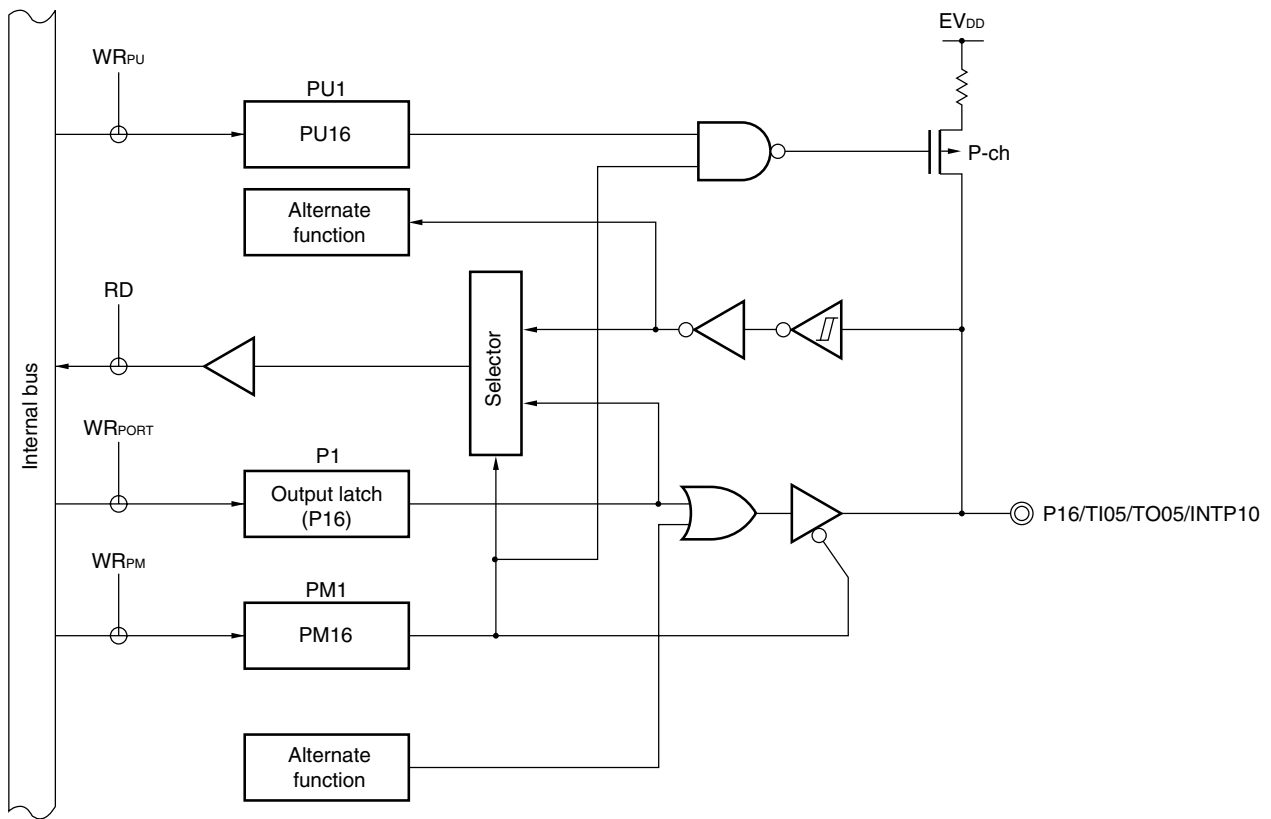 EVDD
WRPU
PU1
PU16
P-ch
Alternate
function
RD
Selector
Internal bus
WRPORT
P1
Output latch
(P16)
P16/TI05/TO05/INTP10
WRPM
PM1
PM16
Alternate
function